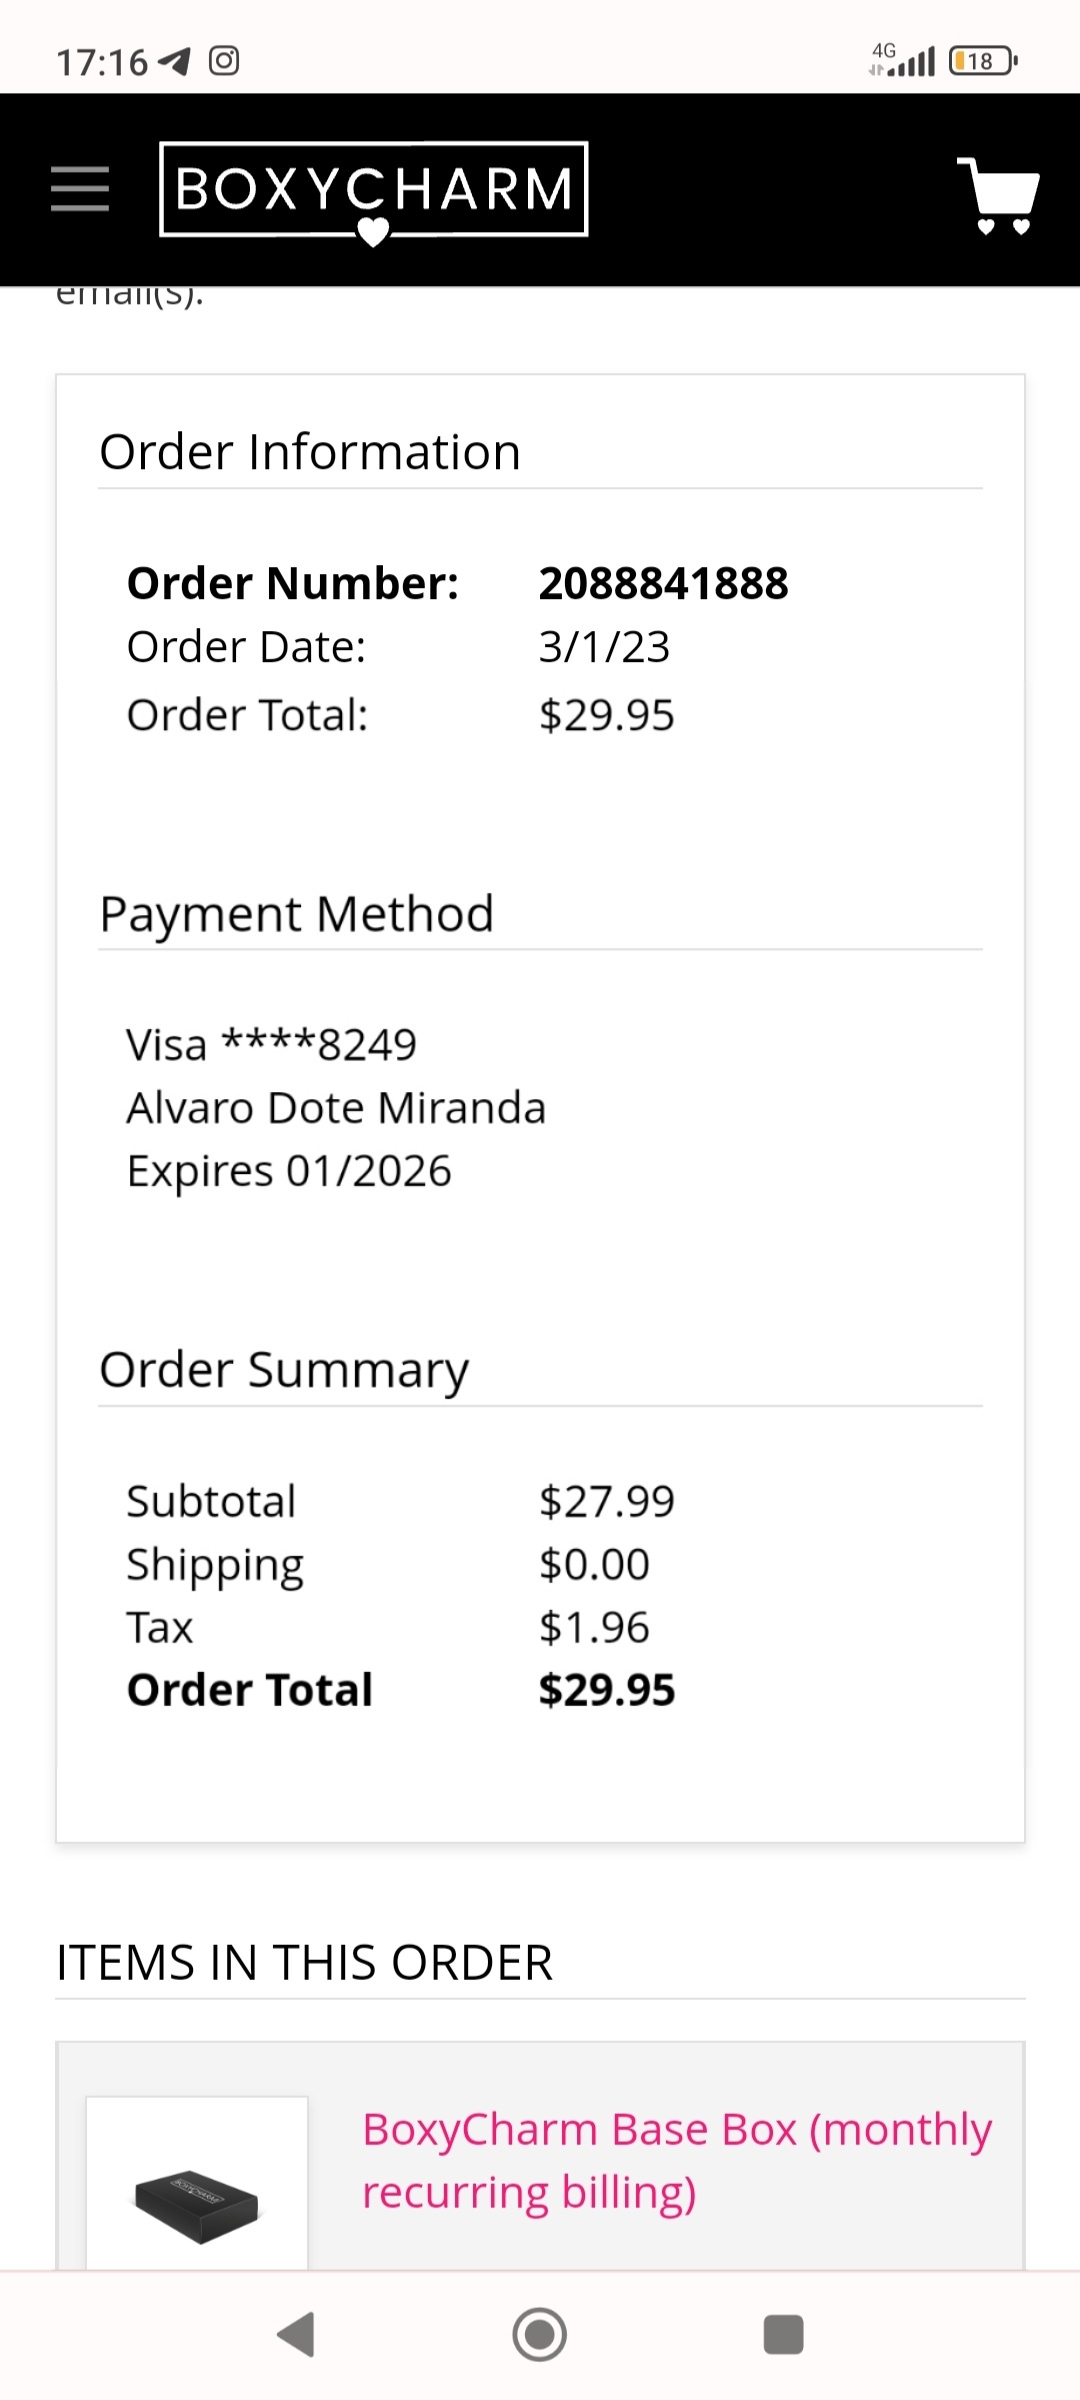 17:16
4G
18
BOXYCHARM
email(s).
Order Information
Order Number: 2088841888
Order Date: 3/1/23
Order Total: $29.95
Payment Method
Visa ****8249
Alvaro Dote Miranda
Expires 01/2026
Order Summary
Subtotal $27.99
Shipping $0.00
Tax $1.96
Order Total $29.95
ITEMS IN THIS ORDER
BoxyCharm Base Box (monthly
recurring billing)
BOXYCHARM